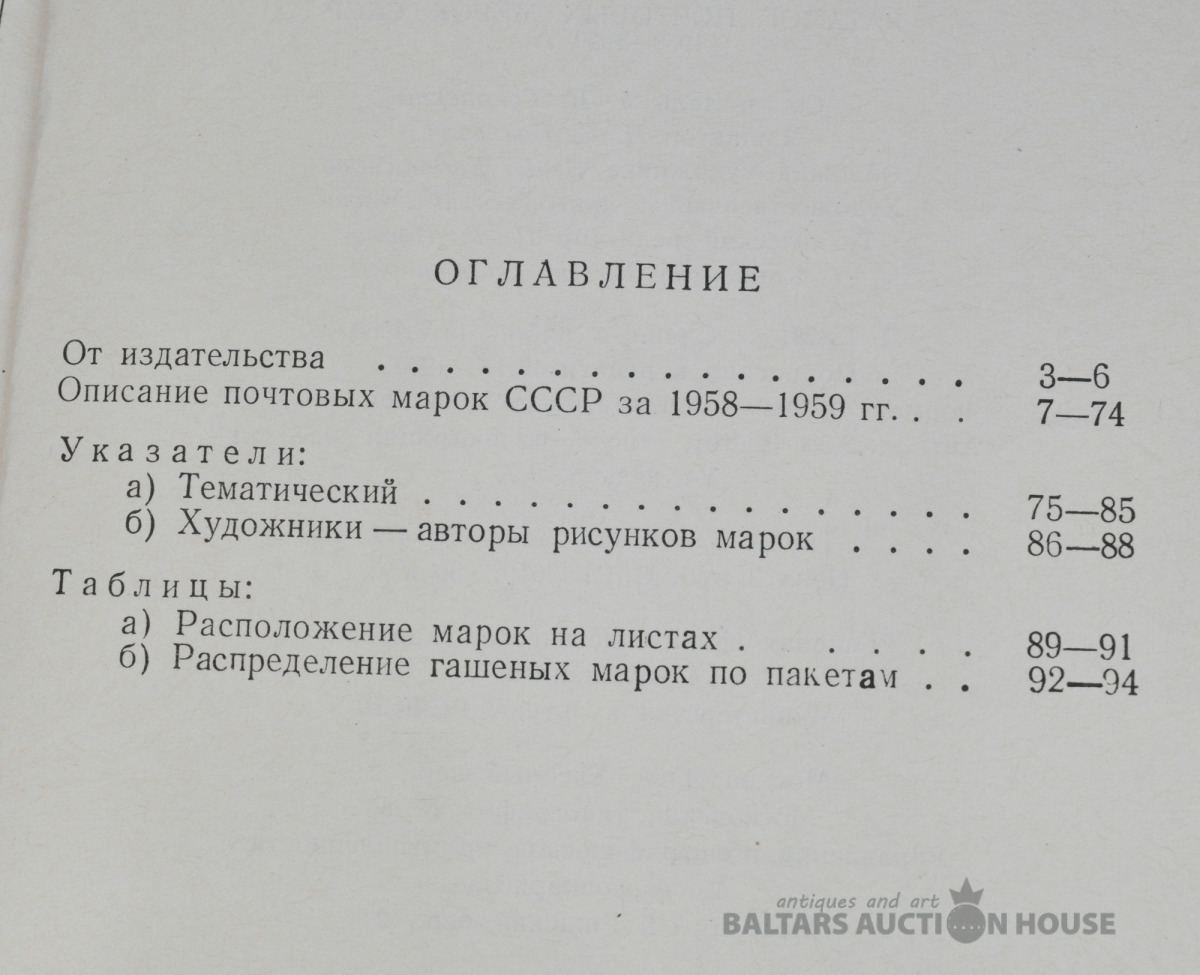 ОГЛАВЛЕНИЕ
От издательства . . . . . . . . . . . . . . . . . 3—6
Описание почтовых марок СССР за 1958—1959 гг. . . 7—74
Указатели:
а) Тематический . . . . . . . . . . . . . . . . 75—85
б) Художники — авторы рисунков марок . . . . 86—88
Таблицы:
а) Расположение марок на листах . . . . . 89—91
б) Распределение гашеных марок по пакетам . . 92—94
antiques and art
BALTARS AUCTION HOUSE